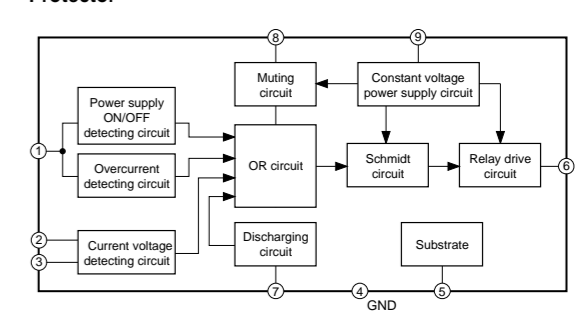 Protector
8
9
Muting
circuit
Constant voltage
power supply circuit
Power supply
ON/OFF
detecting circuit
1
Overcurrent
detecting circuit
OR circuit
Schmidt
circuit
Relay drive
circuit
6
2
3
Current voltage
detecting circuit
Discharging
circuit
Substrate
7
4
5
GND